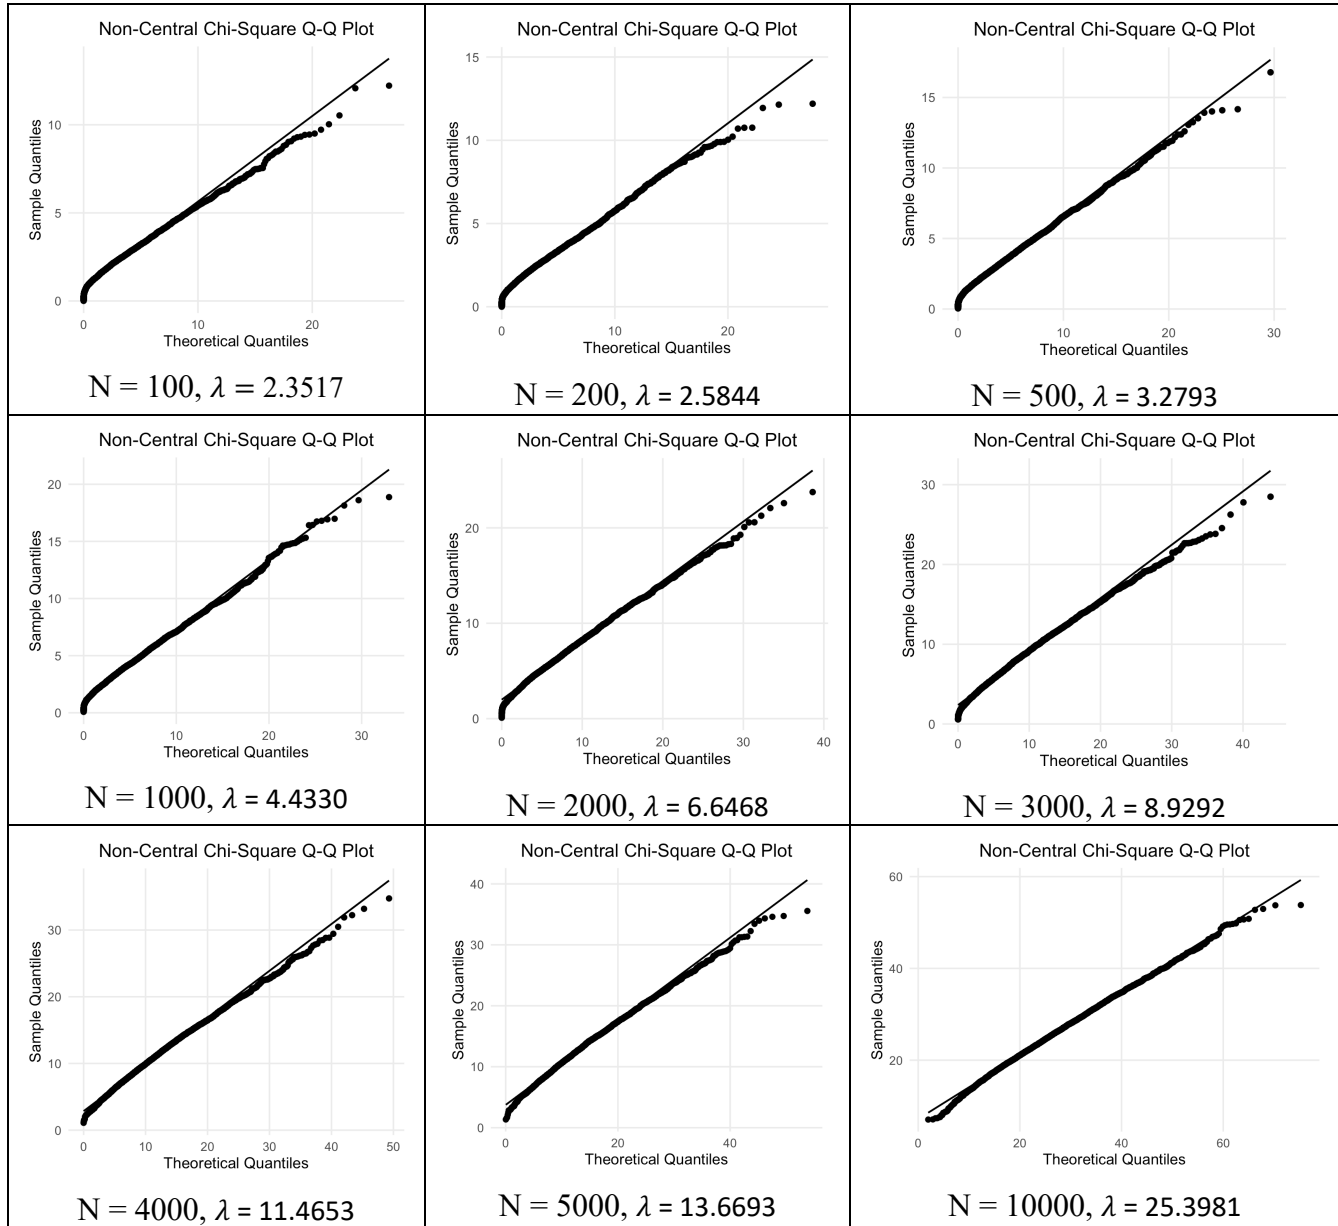 Non-Central Chi-Square Q-Q Plot
Sample Quantiles
10
5
0
0 10 20
Theoretical Quantiles
N = 100, λ = 2.3517
Non-Central Chi-Square Q-Q Plot
Sample Quantiles
15
10
5
0
0 10 20
Theoretical Quantiles
N = 200, λ = 2.5844
Non-Central Chi-Square Q-Q Plot
Sample Quantiles
15
10
5
0
0 10 20 30
Theoretical Quantiles
N = 500, λ = 3.2793
Non-Central Chi-Square Q-Q Plot
Sample Quantiles
20
15
10
5
0
0 10 20 30
Theoretical Quantiles
N = 1000, λ = 4.4330
Non-Central Chi-Square Q-Q Plot
Sample Quantiles
20
10
0
0 10 20 30 40
Theoretical Quantiles
N = 2000, λ = 6.6468
Non-Central Chi-Square Q-Q Plot
Sample Quantiles
30
20
10
0
0 20 40
Theoretical Quantiles
N = 3000, λ = 8.9292
Non-Central Chi-Square Q-Q Plot
Sample Quantiles
30
20
10
0
0 10 20 30 40 50
Theoretical Quantiles
N = 4000, λ = 11.4653
Non-Central Chi-Square Q-Q Plot
Sample Quantiles
40
30
20
10
0
0 20 40
Theoretical Quantiles
N = 5000, λ = 13.6693
Non-Central Chi-Square Q-Q Plot
Sample Quantiles
60
40
20
0 20 40 60
Theoretical Quantiles
N = 10000, λ = 25.3981